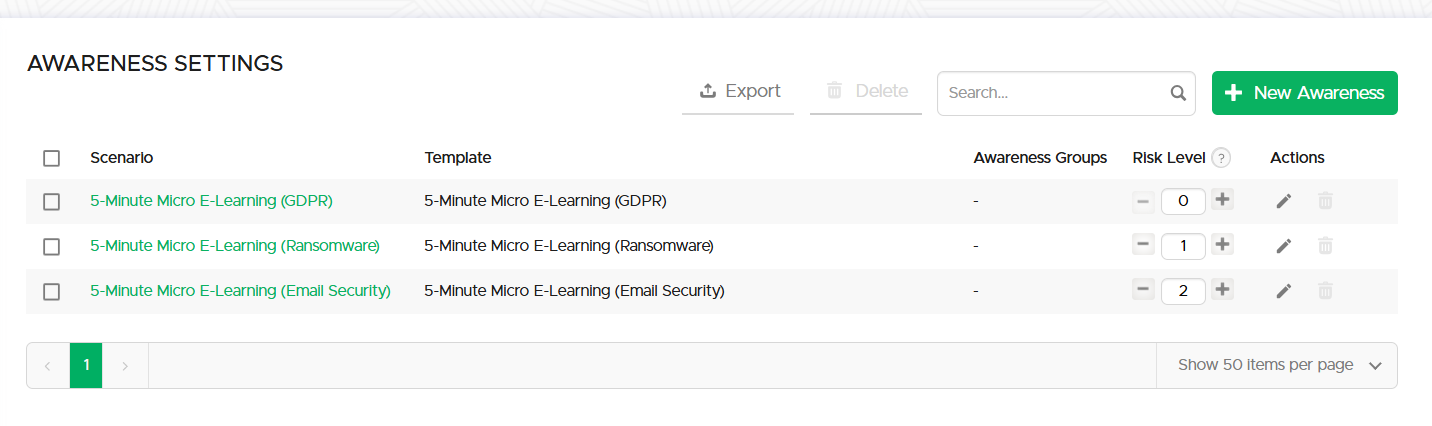 AWARENESS SETTINGS
Export Delete Search... New Awareness
Scenario Template Awareness Groups Risk Level ? Actions
5-Minute Micro E-Learning (GDPR) 5-Minute Micro E-Learning (GDPR) - 0
5-Minute Micro E-Learning (Ransomware) 5-Minute Micro E-Learning (Ransomware) - 1
5-Minute Micro E-Learning (Email Security) 5-Minute Micro E-Learning (Email Security) - 2
1 Show 50 items per page